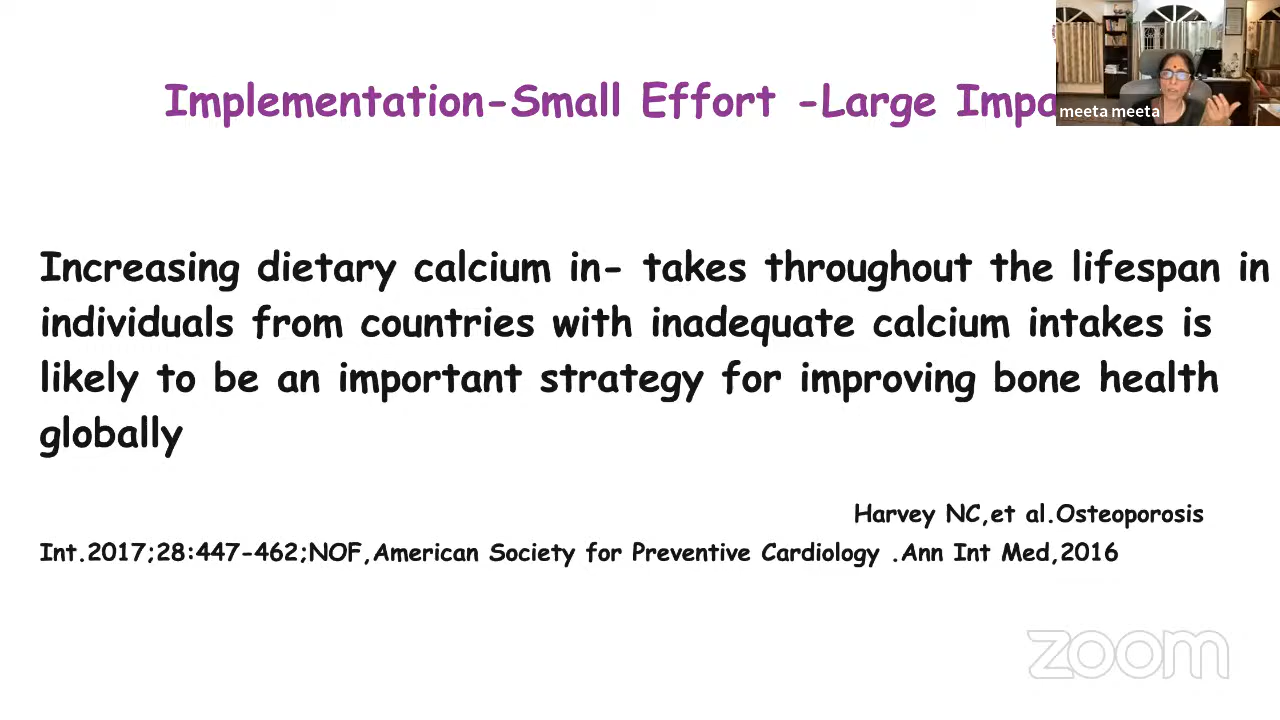 Implementation-Small Effort -Large Impa
meeta meeta
Increasing dietary calcium in- takes throughout the lifespan in
individuals from countries with inadequate calcium intakes is
likely to be an important strategy for improving bone health
globally
Harvey NC,et al.Osteoporosis
Int.2017;28:447-462;NOF,American Society for Preventive Cardiology .Ann Int Med,2016
zoom